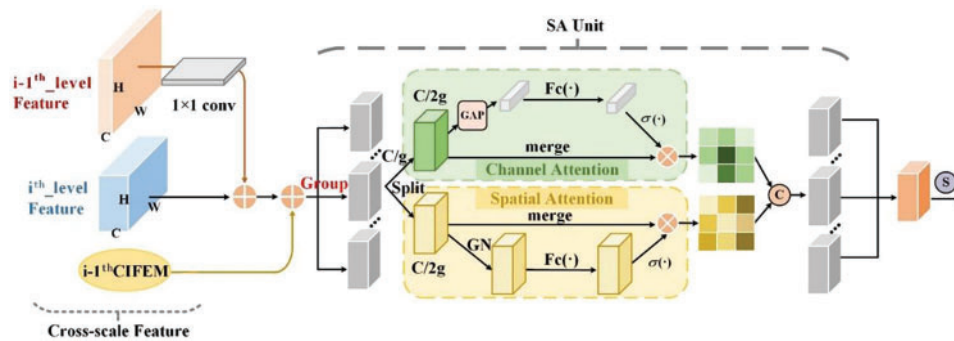 SA Unit
i-1th_level
Feature
H
W
C
1×1 conv
ith_level
Feature
H
W
C
i-1thCIFEM
Cross-scale Feature
Group
C/g
Split
C/2g
GAP
Fc(·)
σ(·)
merge
Channel Attention
Spatial Attention
merge
C/2g
GN
Fc(·)
σ(·)
C
S